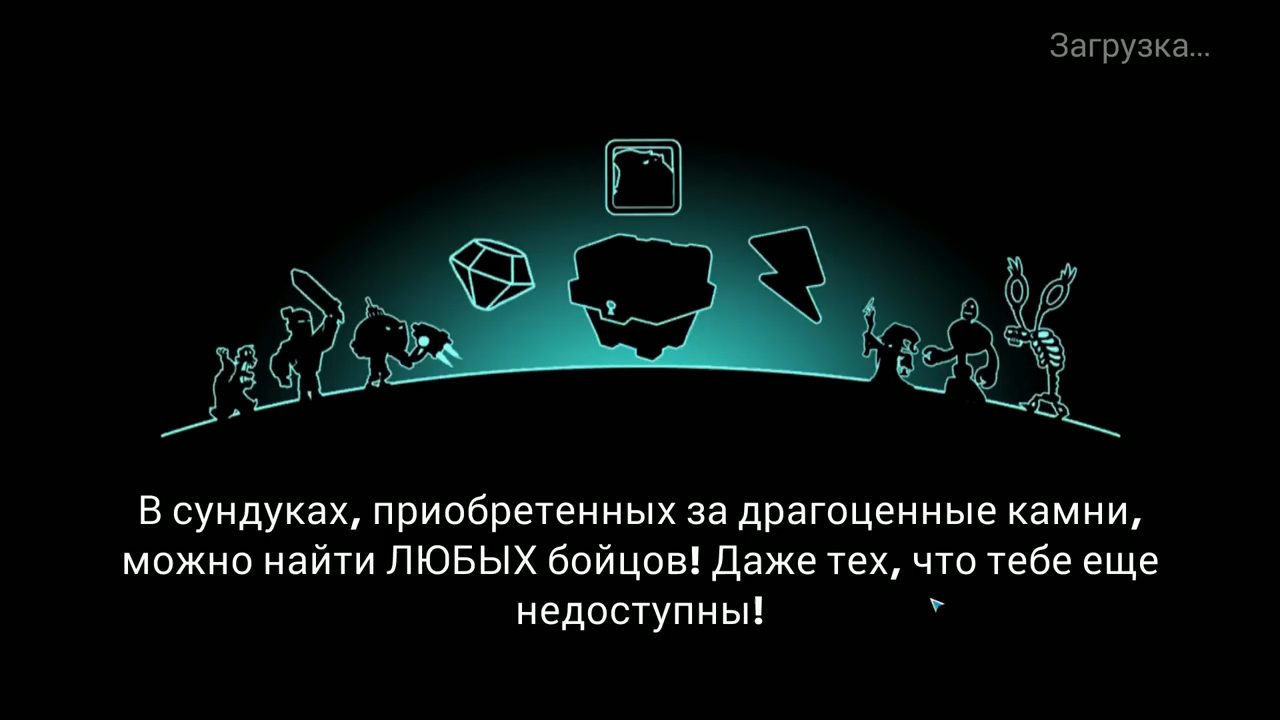 Загрузка...
В сундуках, приобретенных за драгоценные камни,
можно найти ЛЮБЫХ бойцов! Даже тех, что тебе еще
недоступны!